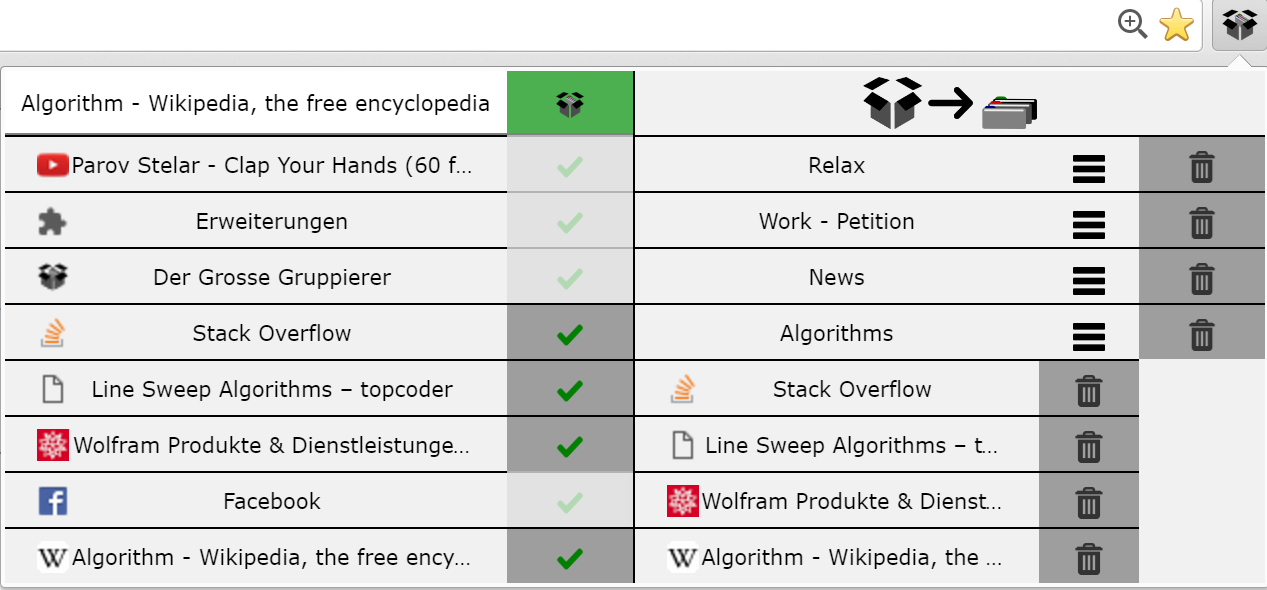 Algorithm - Wikipedia, the free encyclopedia
Parov Stelar - Clap Your Hands (60 f...
Relax
Erweiterungen
Work - Petition
Der Grosse Gruppierer
News
Stack Overflow
Algorithms
Line Sweep Algorithms – topcoder
Stack Overflow
Wolfram Produkte & Dienstleistunge...
Line Sweep Algorithms – t...
Facebook
Wolfram Produkte & Dienst...
Algorithm - Wikipedia, the free ency...
Algorithm - Wikipedia, the ...